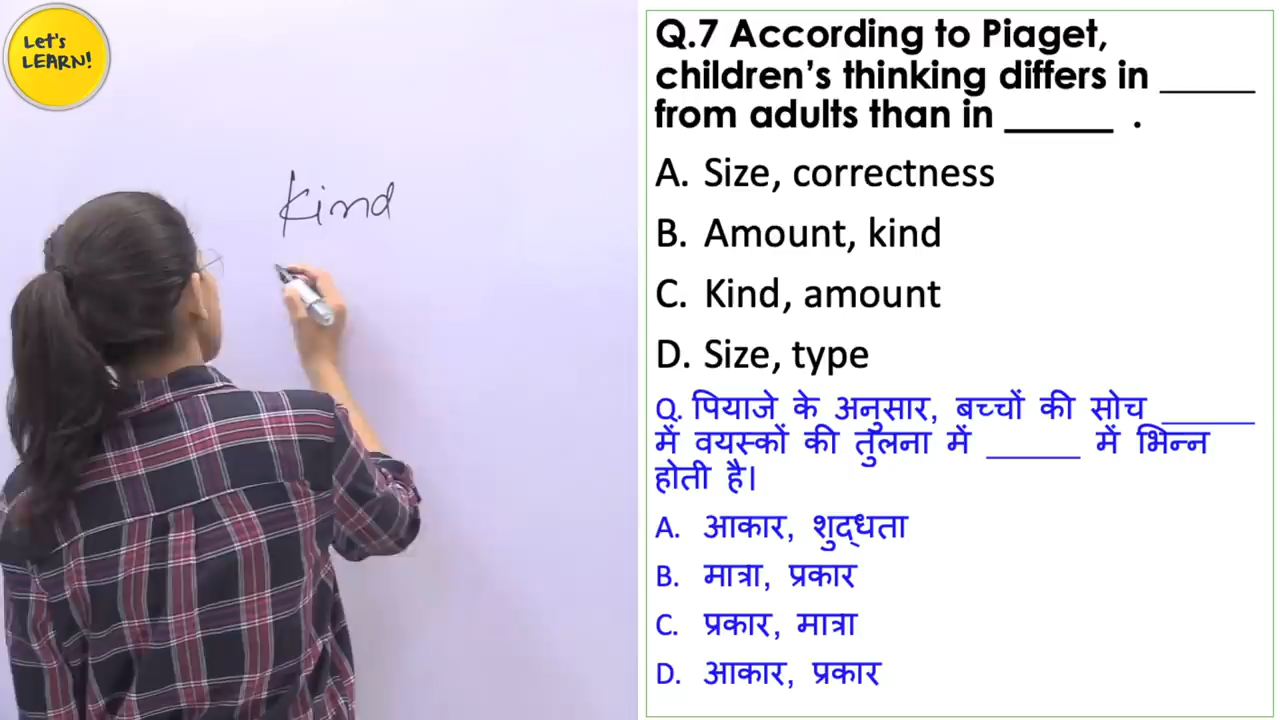 Let's
LEARN!
Kind
Q.7 According to Piaget,
children's thinking differs in _____
from adults than in _____ .
A. Size, correctness
B. Amount, kind
C. Kind, amount
D. Size, type
Q. पियाजे के अनुसार, बच्चों की सोच _____
में वयस्कों की तुलना में _____ में भिन्न
होती है।
A. आकार, शुद्धता
B. मात्रा, प्रकार
C. प्रकार, मात्रा
D. आकार, प्रकार